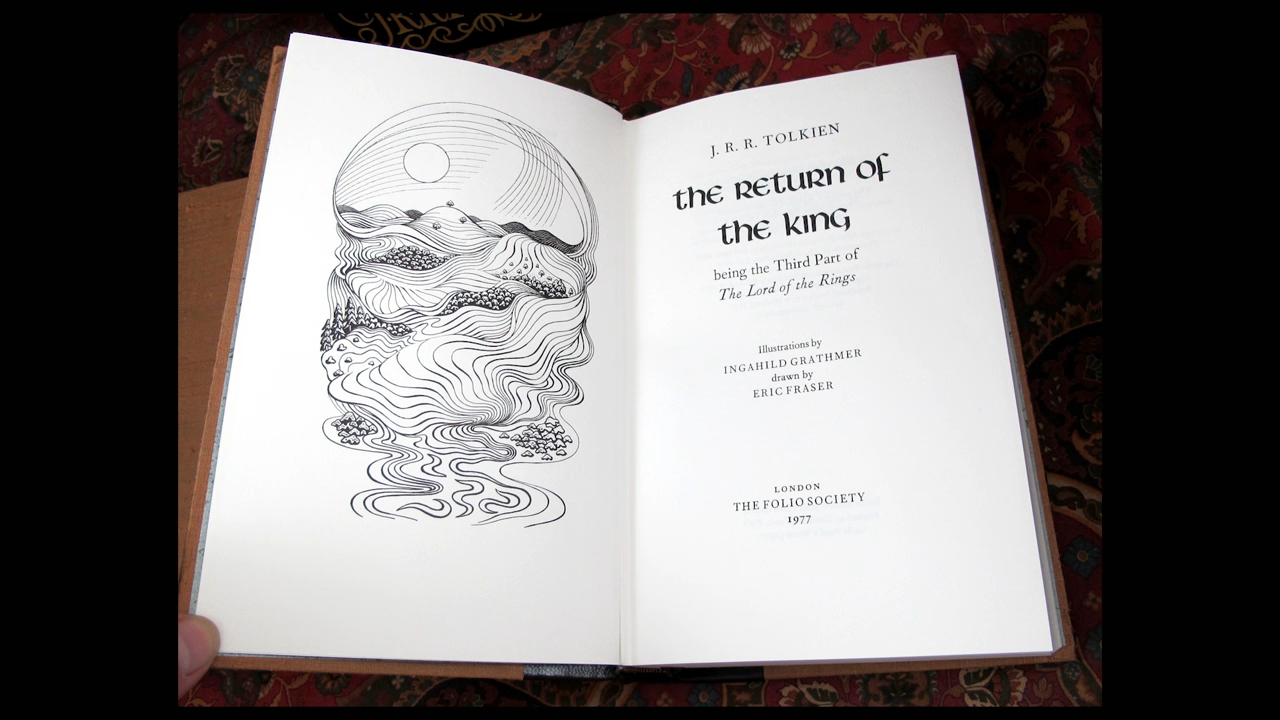 J. R. R. TOLKIEN
the RETURN OF
the KING
being the Third Part of
The Lord of the Rings
Illustrations by
INGAHILD GRATHMER
drawn by
ERIC FRASER
LONDON
THE FOLIO SOCIETY
1977